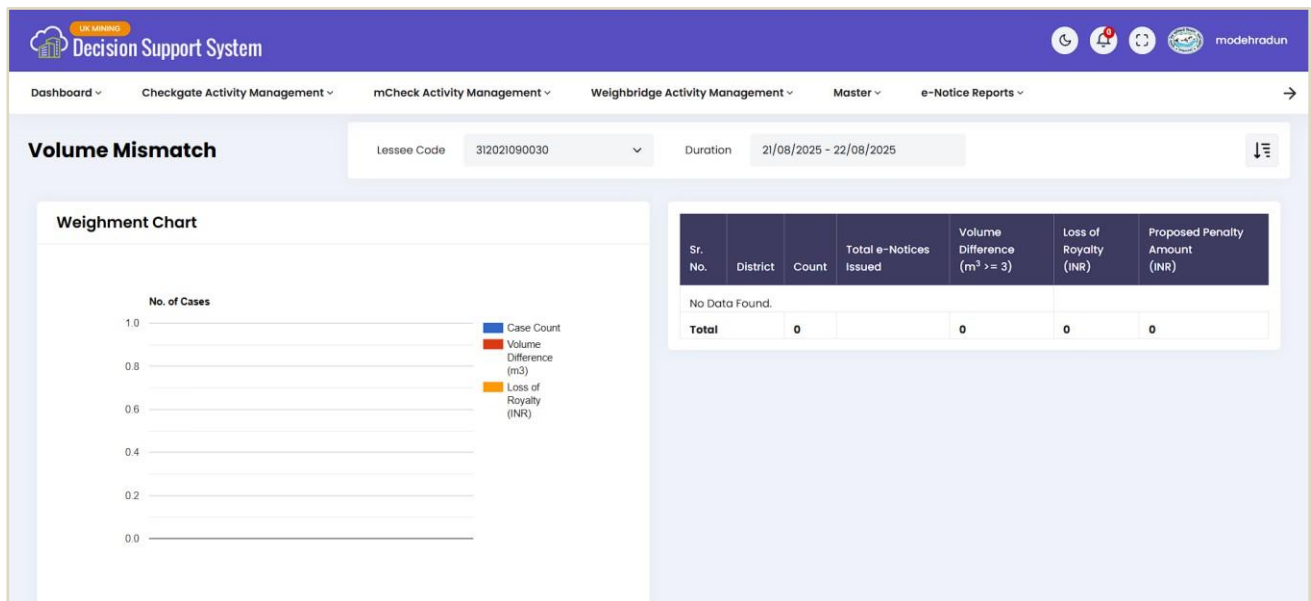 UK MINING
Decision Support System
0
modehradun
Dashboard
Checkgate Activity Management
mCheck Activity Management
Weighbridge Activity Management
Master
e-Notice Reports
Volume Mismatch
Lessee Code
312021090030
Duration
21/08/2025 - 22/08/2025
Weighment Chart
No. of Cases
1.0
0.8
0.6
0.4
0.2
0.0
Case Count
Volume
Difference
(m3)
Loss of
Royalty
(INR)
Sr.
No.
District
Count
Total e-Notices
Issued
Volume
Difference
(m³ >= 3)
Loss of
Royalty
(INR)
Proposed Penalty
Amount
(INR)
No Data Found.
Total 0 0 0 0